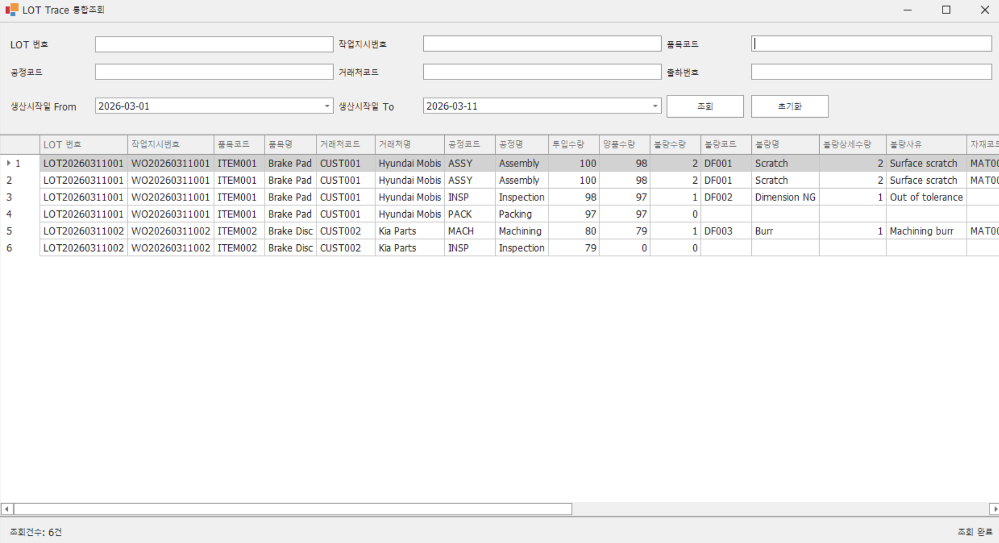 LOT Trace 통합조회
LOT 번호 작업지시번호 품목코드
공정코드 거래처코드 출하번호
생산시작일 From 2026-03-01 생산시작일 To 2026-03-11 조회 초기화
LOT 번호 작업지시번호 품목코드 품목명 거래처코드 거래처명 공정코드 공정명 투입수량 양품수량 불량수량 불량코드 불량명 불량상세수량 불량사유 자재코드
1 LOT20260311001 WO20260311001 ITEM001 Brake Pad CUST001 Hyundai Mobis ASSY Assembly 100 98 2 DF001 Scratch 2 Surface scratch MAT00
2 LOT20260311001 WO20260311001 ITEM001 Brake Pad CUST001 Hyundai Mobis ASSY Assembly 100 98 2 DF001 Scratch 2 Surface scratch MAT00
3 LOT20260311001 WO20260311001 ITEM001 Brake Pad CUST001 Hyundai Mobis INSP Inspection 98 97 1 DF002 Dimension NG 1 Out of tolerance
4 LOT20260311001 WO20260311001 ITEM001 Brake Pad CUST001 Hyundai Mobis PACK Packing 97 97 0
5 LOT20260311002 WO20260311002 ITEM002 Brake Disc CUST002 Kia Parts MACH Machining 80 79 1 DF003 Burr 1 Machining burr MAT00
6 LOT20260311002 WO20260311002 ITEM002 Brake Disc CUST002 Kia Parts INSP Inspection 79 0 0
조회건수: 6건 조회 완료